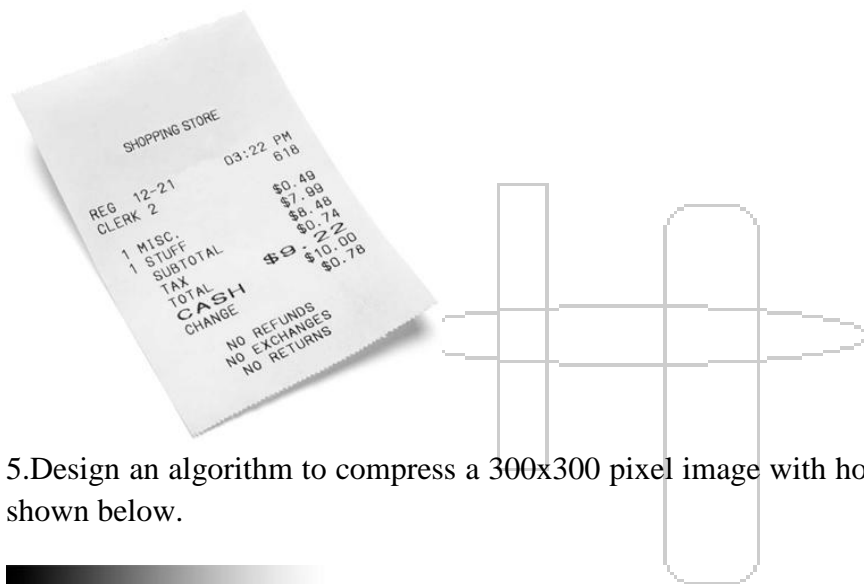 SHOPPING STORE
03:22 PM
REG 12-21 618
CLERK 2
1 MISC. $0.49
1 STUFF $7.99
SUBTOTAL $8.48
TAX $0.74
TOTAL $9.22
CASH $10.00
CHANGE $0.78
NO REFUNDS
NO EXCHANGES
NO RETURNS
5.Design an algorithm to compress a 300x300 pixel image with ho
shown below.